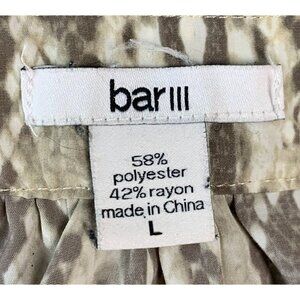 bar III
58%
polyester
42% rayon
made in China
L